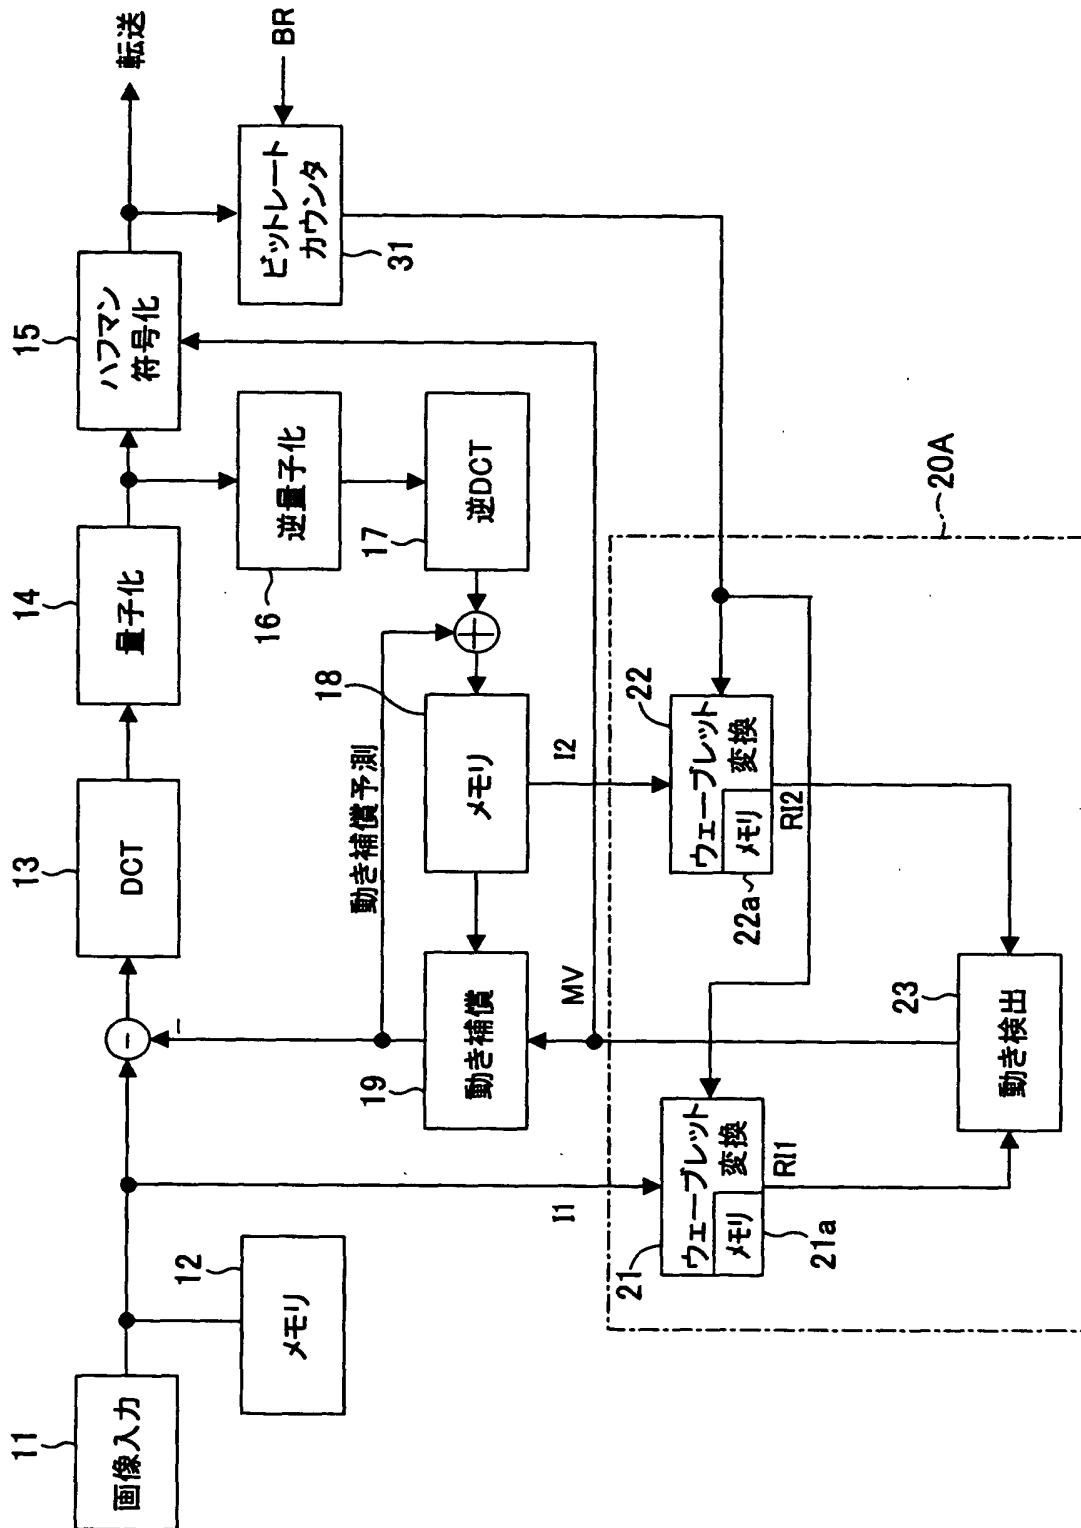 11
画像入力
12
メモリ
13
DCT
14
量子化
15
ハフマン
符号化
転送
BR
ビットレート
カウンタ
31
逆量子化
16
逆DCT
17
18
メモリ
動き補償予測
動き補償
19
-
-
+
I1
I2
MV
20A
21
ウェーブレット
変換
メモリ
21a
RI1
22
ウェーブレット
変換
メモリ
22a
RI2
23
動き検出